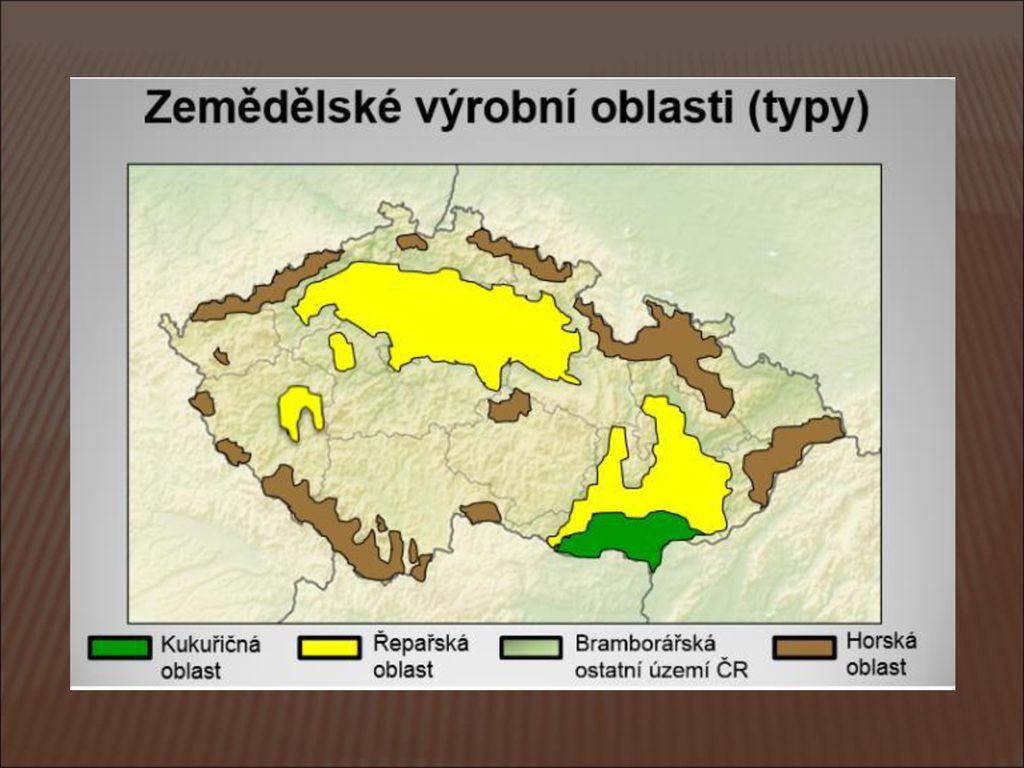 Zemědělské výrobní oblasti (typy)
Kukuřičná
oblast
Řepařská
oblast
Bramborářská
ostatní území ČR
Horská
oblast